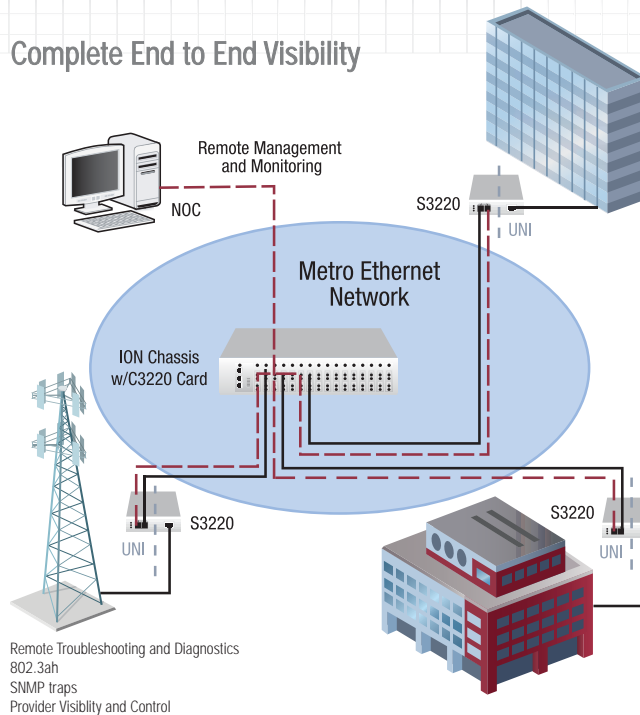 Complete End to End Visibility
Remote Management
and Monitoring
NOC
S3220
UNI
Metro Ethernet
Network
ION Chassis
w/C3220 Card
S3220
UNI
S3220
UNI
Remote Troubleshooting and Diagnostics
802.3ah
SNMP traps
Provider Visiblity and Control